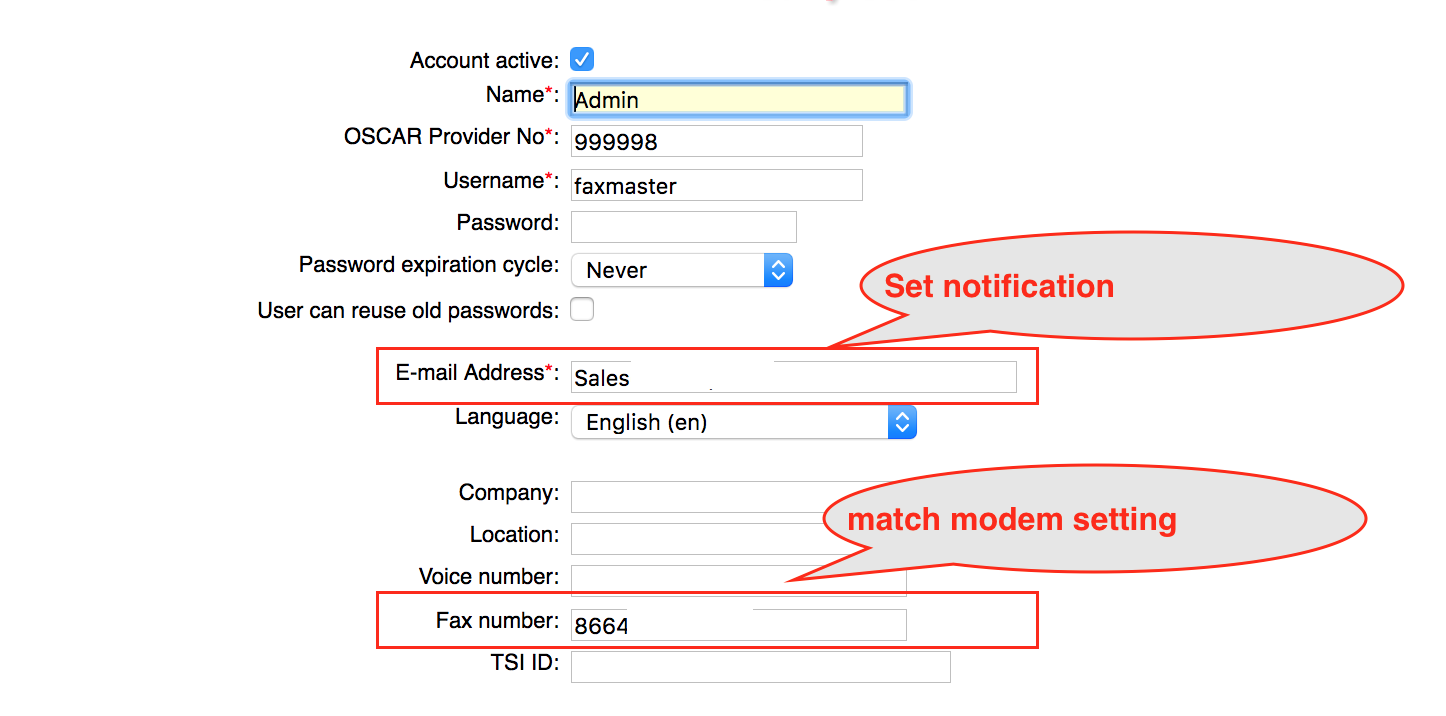 Account active:
Name*: Admin
OSCAR Provider No*: 999998
Username*: faxmaster
Password:
Password expiration cycle: Never
User can reuse old passwords:
Set notification
E-mail Address*: Sales
Language: English (en)
Company:
match modem setting
Location:
Voice number:
Fax number: 8664
TSI ID: